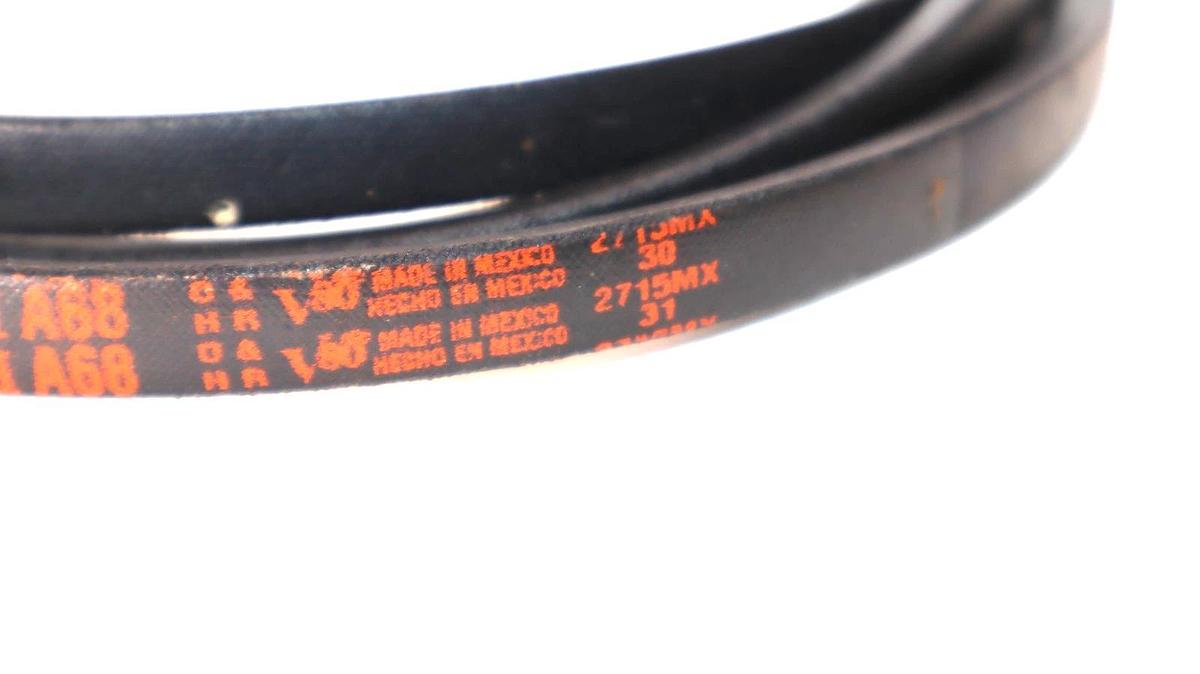 A68 O & V80 MADE IN MEXICO 2715MX
H R HECHO EN MEXICO 30
A68 O & V80 MADE IN MEXICO 2715MX
H R HECHO EN MEXICO 31